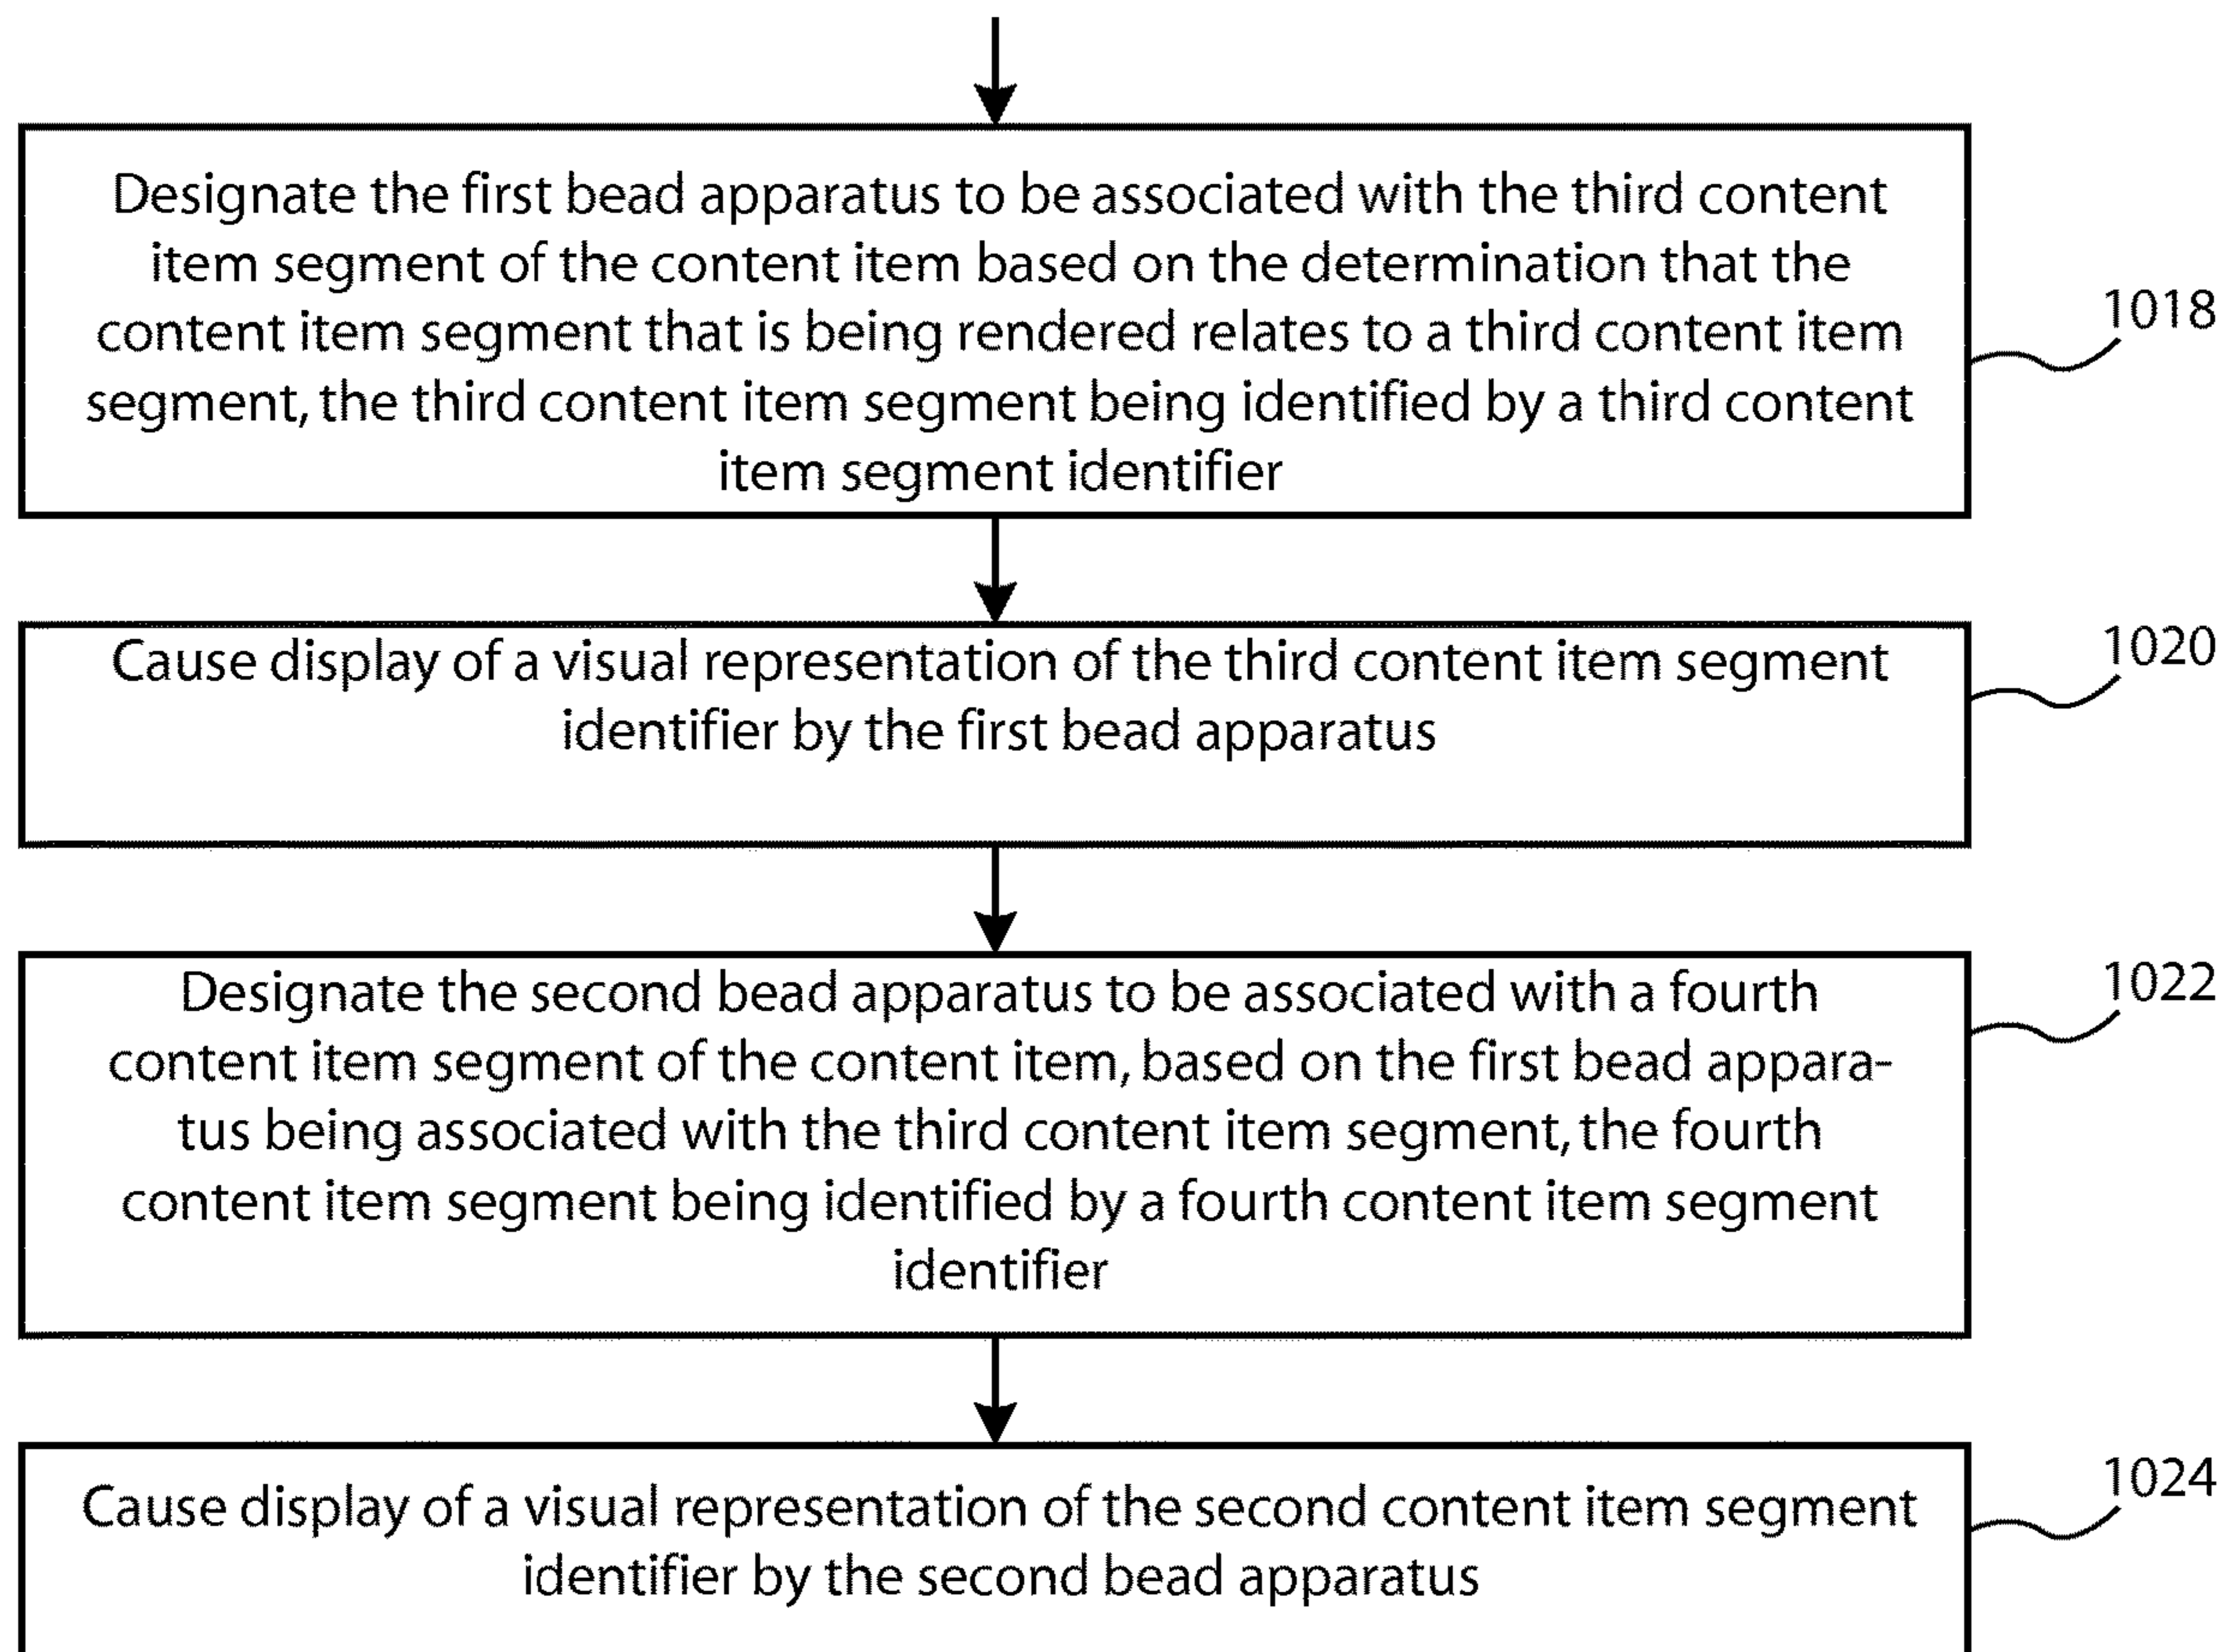 Designate the first bead apparatus to be associated with the third content
item segment of the content item based on the determination that the
content item segment that is being rendered relates to a third content item
segment, the third content item segment being identified by a third content
item segment identifier
1018
Cause display of a visual representation of the third content item segment
identifier by the first bead apparatus
1020
Designate the second bead apparatus to be associated with a fourth
content item segment of the content item, based on the first bead appara-
tus being associated with the third content item segment, the fourth
content item segment being identified by a fourth content item segment
identifier
1022
Cause display of a visual representation of the second content item segment
identifier by the second bead apparatus
1024